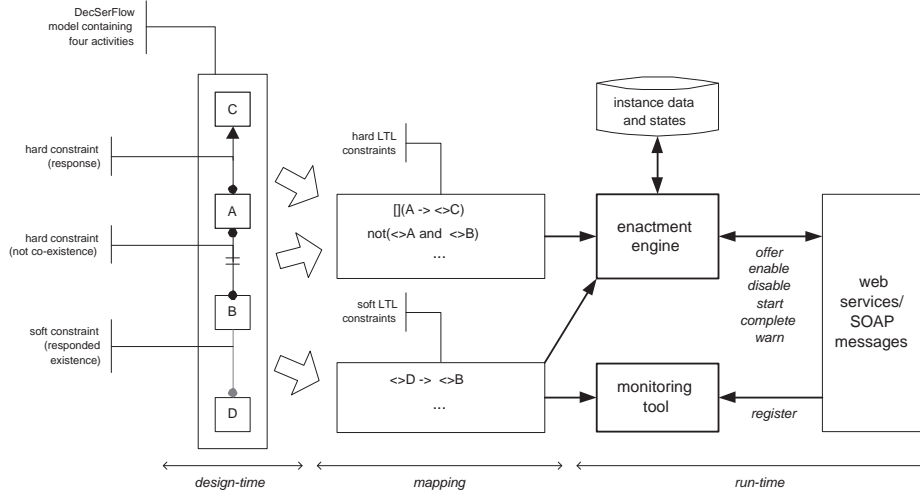 DecSerFlow
model containing
four activities
C
hard constraint
(response)
A
hard constraint
(not co-existence)
B
soft constraint
(responded
existence)
D
hard LTL
constraints
[](A -> <>C)
not(<>A and <>B)
...
soft LTL
constraints
<>D -> <>B
...
instance data
and states
enactment
engine
offer
enable
disable
start
complete
warn
monitoring
tool
register
web
services/
SOAP
messages
design-time
mapping
run-time